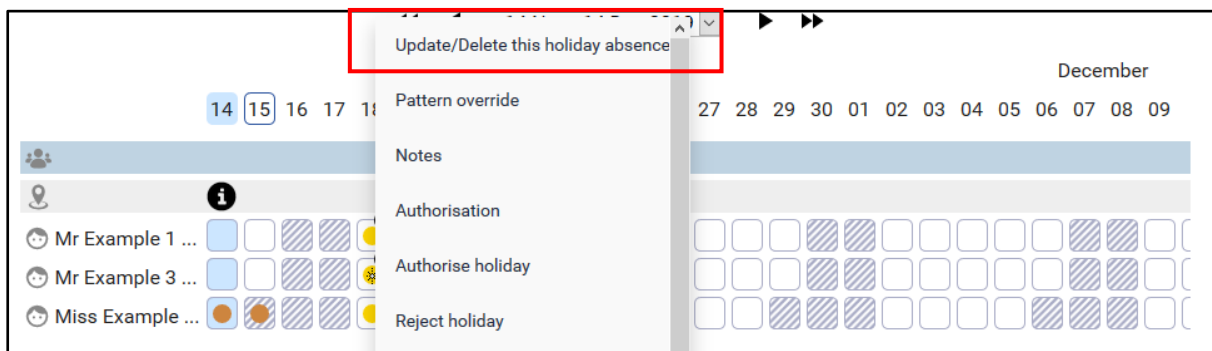 Update/Delete this holiday absence
December
14 15 16 17 27 28 29 30 01 02 03 04 05 06 07 08 09
Pattern override
Notes
Authorisation
Mr Example 1 ...
Authorise holiday
Mr Example 3 ...
Miss Example ...
Reject holiday